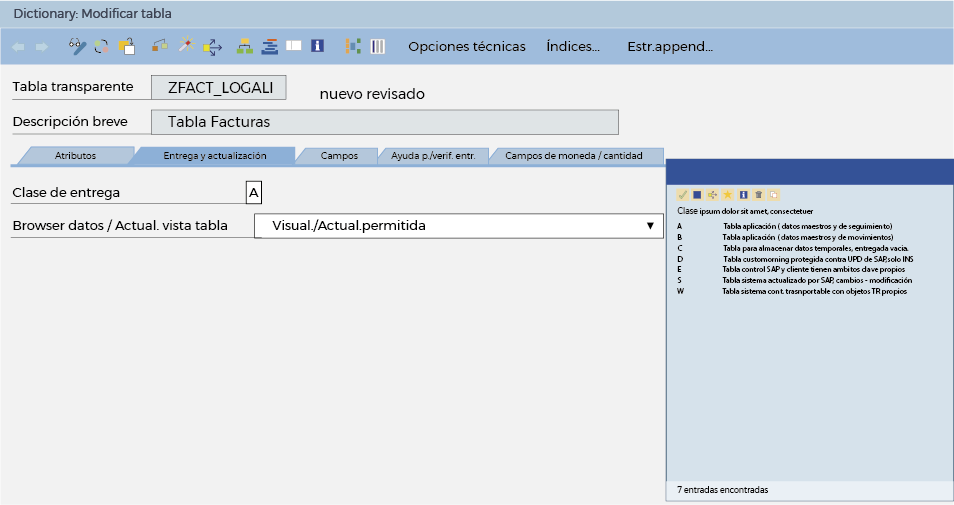 Dictionary: Modificar tabla
Opciones técnicas Índices... Estr.append...
Tabla transparente ZFACT_LOGALI nuevo revisado
Descripción breve Tabla Facturas
Atributos Entrega y actualización Campos Ayuda p./verif. entr. Campos de moneda / cantidad
Clase de entrega A
Browser datos / Actual. vista tabla Visual./Actual.permitida
Clase ipsum dolor sit amet, consectetuer
A Tabla aplicación ( datos maestros y de seguimiento)
B Tabla aplicación ( datos maestros y de movimientos)
C Tabla para almacenar datos temporales, entregada vacia.
D Tabla customorning protegida contra UPD de SAP,solo INS
E Tabla control SAP y cliente tienen ambitos clave propios
S Tabla sistema actualizado por SAP, cambios - modificación
W Tabla sistema cont. trasnportable con objetos TR propios
7 entradas encontradas